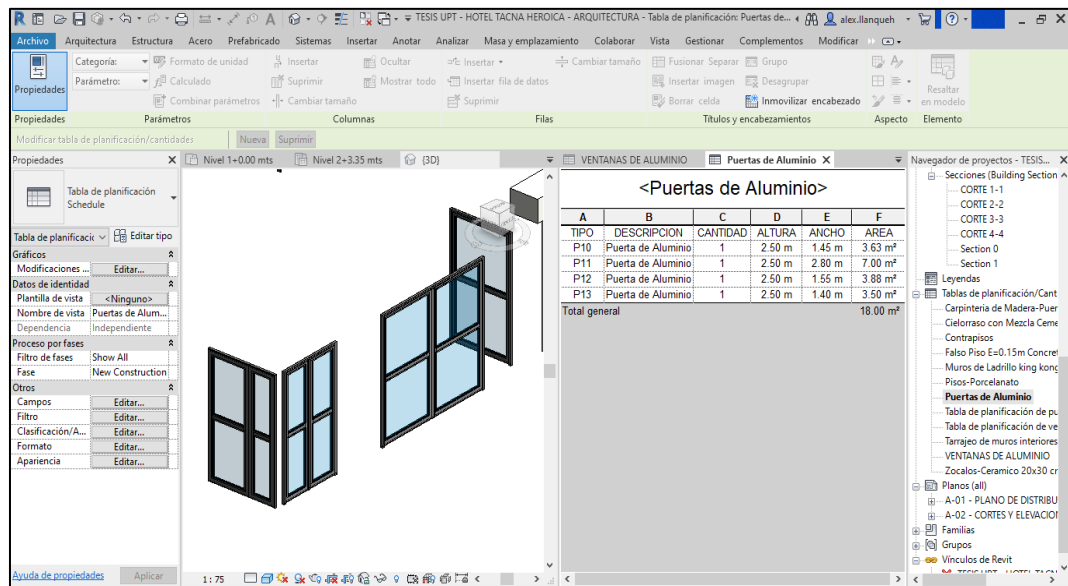 TESIS UPT - HOTEL TACNA HEROICA - ARQUITECTURA - Tabla de planificación: Puertas de... alex.llanqueh
Archivo Arquitectura Estructura Acero Prefabricado Sistemas Insertar Anotar Analizar Masa y emplazamiento Colaborar Vista Gestionar Complementos Modificar
Categoría: Formato de unidad Insertar Ocultar Insertar Cambiar tamaño Fusionar Separar Grupo
Parámetro: Calculado Suprimir Mostrar todo Insertar fila de datos Insertar imagen Desagrupar Resaltar
Propiedades Combinar parámetros Cambiar tamaño Suprimir Borrar celda Inmovilizar encabezado en modelo
Propiedades Parámetros Columnas Filas Títulos y encabezamientos Aspecto Elemento
Modificar tabla de planificación/cantidades Nueva Suprimir
Propiedades X
Tabla de planificación
Schedule
Tabla de planificacic Editar tipo
Gráficos
Modificaciones ... Editar...
Datos de identidad
Plantilla de vista <Ninguno>
Nombre de vista Puertas de Alum...
Dependencia Independiente
Proceso por fases
Filtro de fases Show All
Fase New Construction
Otros
Campos Editar...
Filtro Editar...
Clasificación/A... Editar...
Formato Editar...
Apariencia Editar...
Ayuda de propiedades Aplicar
Nivel 1+0.00 mts Nivel 2+3.35 mts {3D}
1 : 75
VENTANAS DE ALUMINIO Puertas de Aluminio X
<Puertas de Aluminio>
A B C D E F
TIPO DESCRIPCION CANTIDAD ALTURA ANCHO AREA
P10 Puerta de Aluminio 1 2.50 m 1.45 m 3.63 m²
P11 Puerta de Aluminio 1 2.50 m 2.80 m 7.00 m²
P12 Puerta de Aluminio 1 2.50 m 1.55 m 3.88 m²
P13 Puerta de Aluminio 1 2.50 m 1.40 m 3.50 m²
Total general 18.00 m²
Navegador de proyectos - TESIS... X
Secciones (Building Section
CORTE 1-1
CORTE 2-2
CORTE 3-3
CORTE 4-4
Section 0
Section 1
Leyendas
Tablas de planificación/Cant
Carpinteria de Madera-Puer
Cielorraso con Mezcla Ceme
Contrapisos
Falso Piso E=0.15m Concret
Muros de Ladrillo king kong
Pisos-Porcelanato
Puertas de Aluminio
Tabla de planificación de pu
Tabla de planificación de ve
Tarrajeo de muros interiores
VENTANAS DE ALUMINIO
Zocalos-Ceramico 20x30 cr
Planos (all)
A-01 - PLANO DE DISTRIBU
A-02 - CORTES Y ELEVACIO
Familias
Grupos
Vínculos de Revit